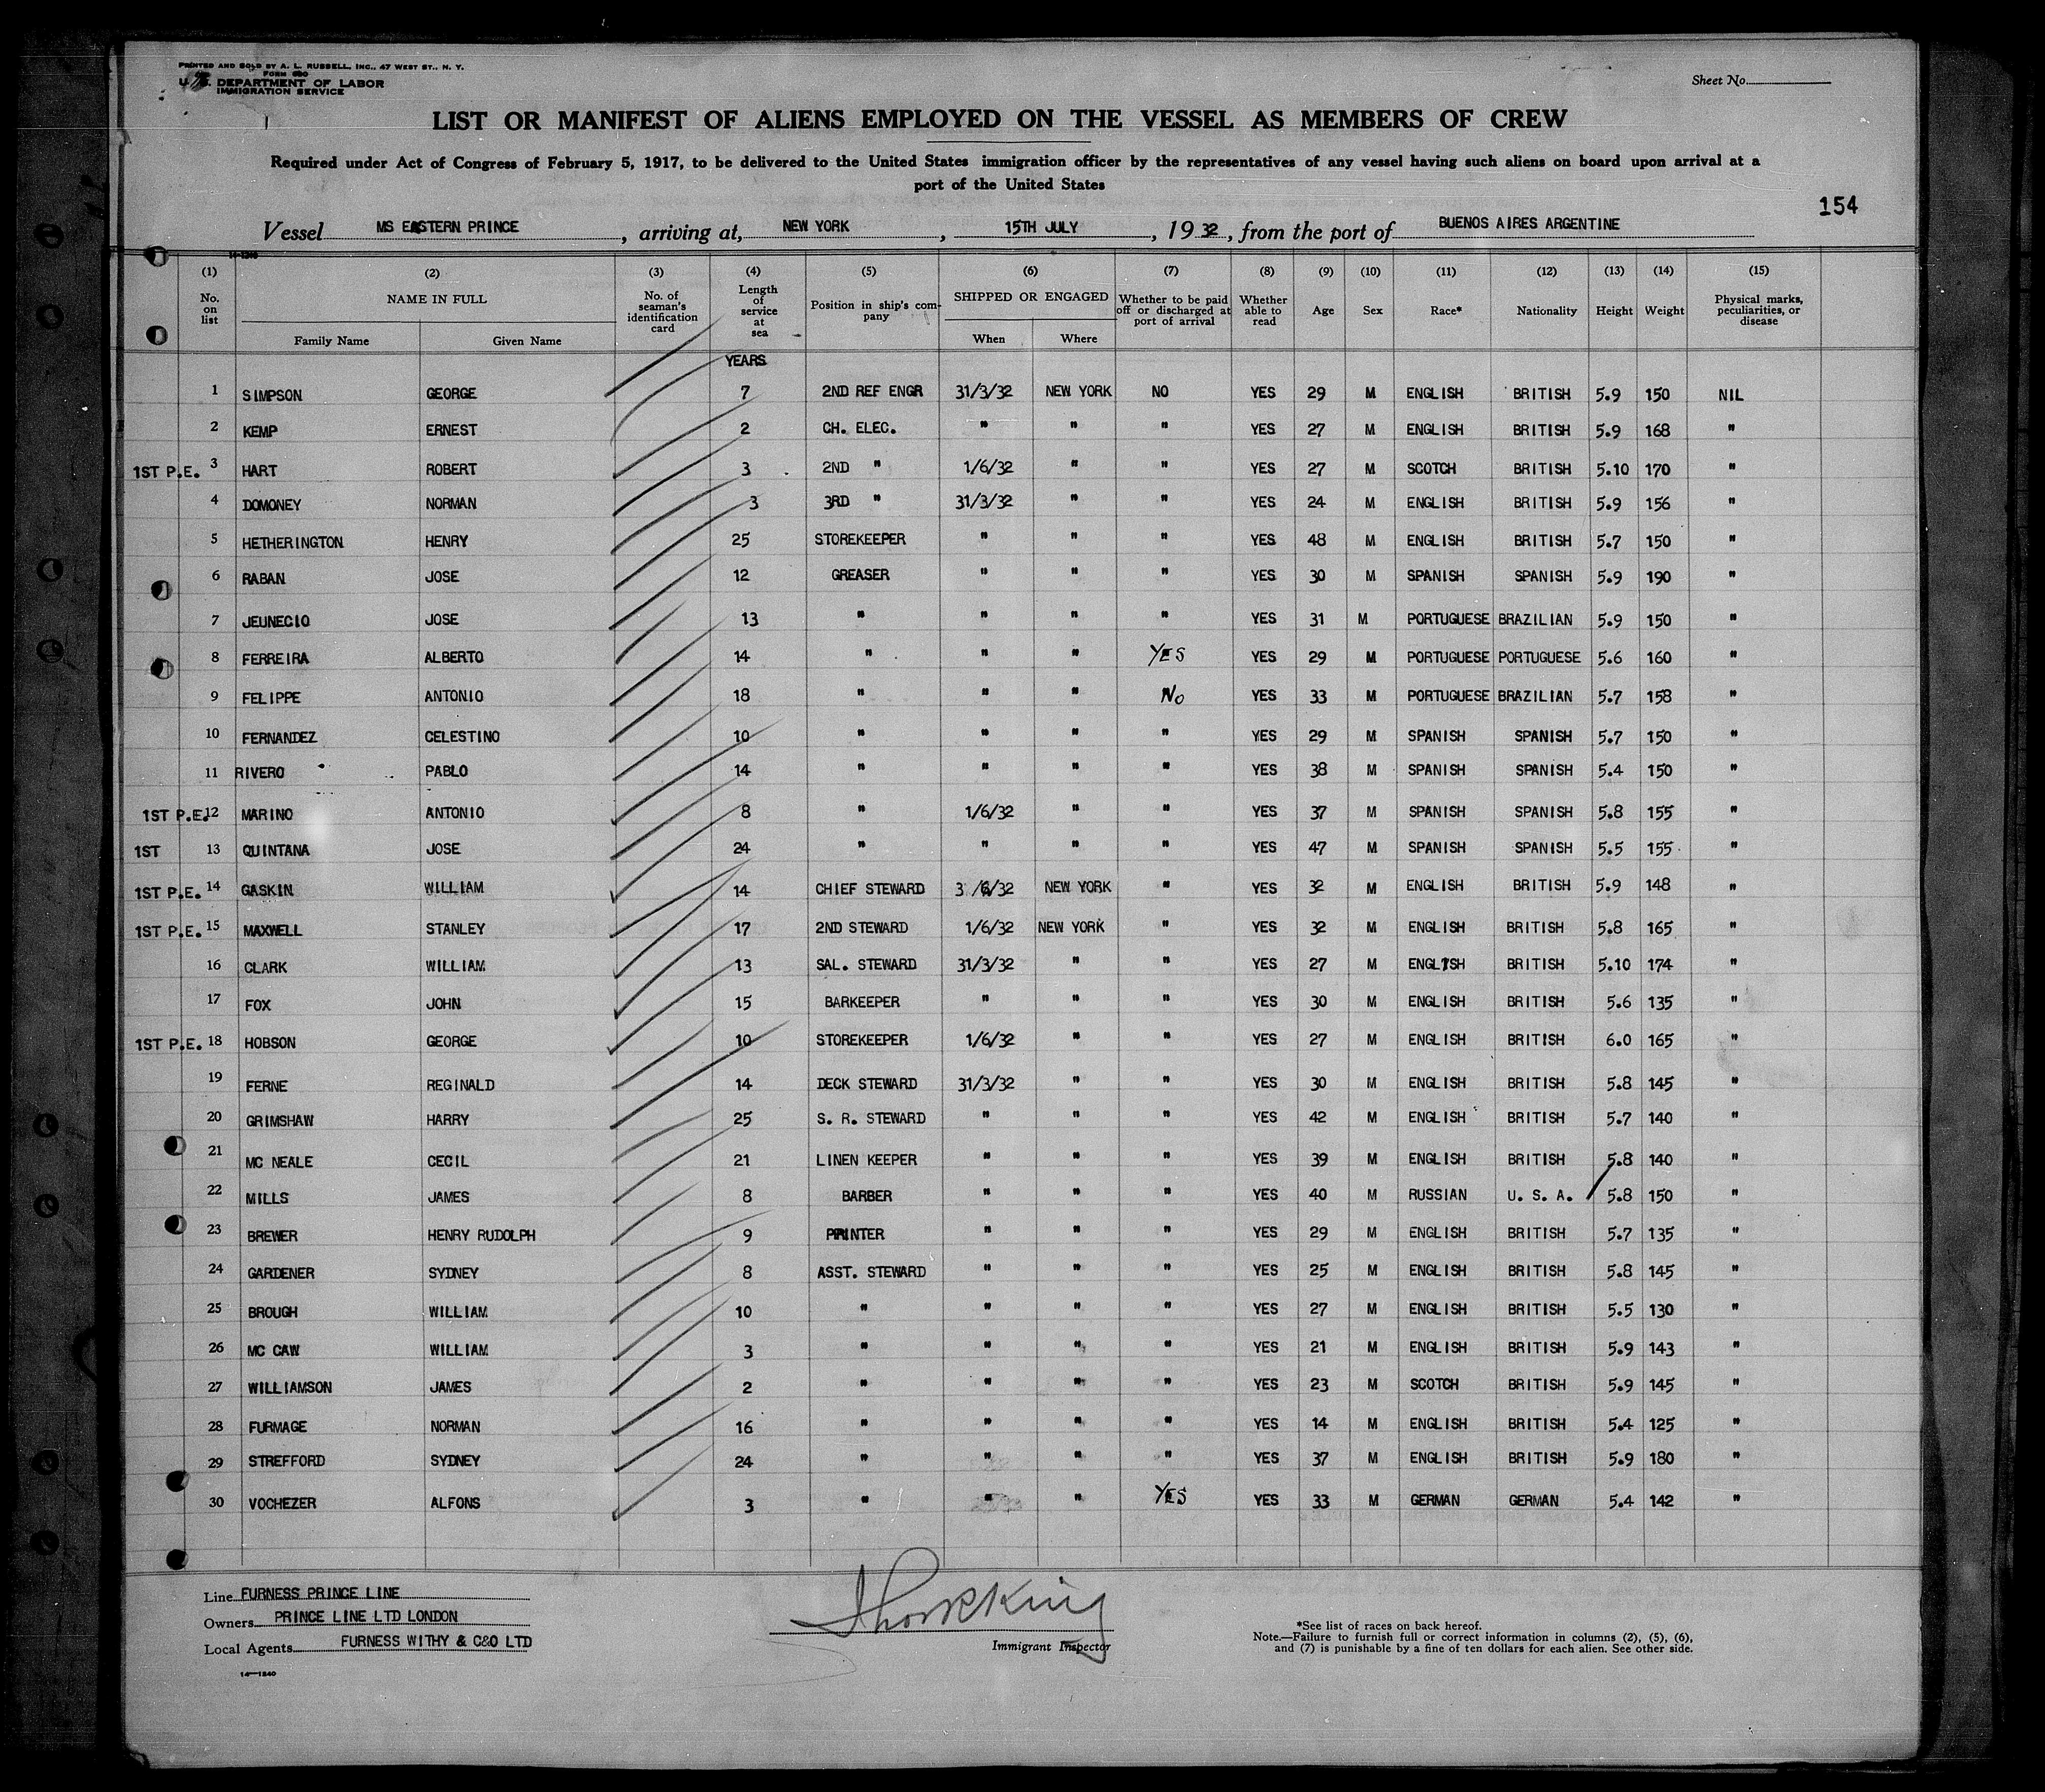 PRINTED AND SOLD BY A. L. RUSSELL, INC., 47 WEST ST., N. Y.
FORM 680
U. S. DEPARTMENT OF LABOR
IMMIGRATION SERVICE
Sheet No.
LIST OR MANIFEST OF ALIENS EMPLOYED ON THE VESSEL AS MEMBERS OF CREW
Required under Act of Congress of February 5, 1917, to be delivered to the United States immigration officer by the representatives of any vessel having such aliens on board upon arrival at a
port of the United States
154
Vessel MS EASTERN PRINCE, arriving at, NEW YORK, 15TH JULY, 1932, from the port of BUENOS AIRES ARGENTINE
14-1240
(1) (2) (3) (4) (5) (6) (7) (8) (9) (10) (11) (12) (13) (14) (15)
No. on list NAME IN FULL Family Name Given Name No. of seaman's identification card Length of service at sea Position in ship's company SHIPPED OR ENGAGED When Where Whether to be paid off or discharged at port of arrival Whether able to read Age Sex Race* Nationality Height Weight Physical marks, peculiarities, or disease
YEARS
1 SIMPSON GEORGE 7 2ND REF ENGR 31/3/32 NEW YORK NO YES 29 M ENGLISH BRITISH 5.9 150 NIL
2 KEMP ERNEST 2 CH. ELEC. " " " YES 27 M ENGLISH BRITISH 5.9 168 "
1ST P.E. 3 HART ROBERT 3 2ND " 1/6/32 " " YES 27 M SCOTCH BRITISH 5.10 170 "
4 DOMONEY NORMAN 3 3RD " 31/3/32 " " YES 24 M ENGLISH BRITISH 5.9 156 "
5 HETHERINGTON HENRY 25 STOREKEEPER " " " YES 48 M ENGLISH BRITISH 5.7 150 "
6 RABAN JOSE 12 GREASER " " " YES 30 M SPANISH SPANISH 5.9 190 "
7 JEUNECIO JOSE 13 " " " " YES 31 M PORTUGUESE BRAZILIAN 5.9 150 "
8 FERREIRA ALBERTO 14 " " " YES YES 29 M PORTUGUESE PORTUGUESE 5.6 160 "
9 FELIPPE ANTONIO 18 " " " No YES 33 M PORTUGUESE BRAZILIAN 5.7 158 "
10 FERNANDEZ CELESTINO 10 " " " " YES 29 M SPANISH SPANISH 5.7 150 "
11 RIVERO PABLO 14 " " " " YES 38 M SPANISH SPANISH 5.4 150 "
1ST P.E. 12 MARINO ANTONIO 8 " 1/6/32 " " YES 37 M SPANISH SPANISH 5.8 155 "
1ST 13 QUINTANA JOSE 24 " " " " YES 47 M SPANISH SPANISH 5.5 155 "
1ST P.E. 14 GASKIN WILLIAM 14 CHIEF STEWARD 3 /6/32 NEW YORK " YES 32 M ENGLISH BRITISH 5.9 148 "
1ST P.E. 15 MAXWELL STANLEY 17 2ND STEWARD 1/6/32 NEW YORK " YES 32 M ENGLISH BRITISH 5.8 165 "
16 CLARK WILLIAM 13 SAL. STEWARD 31/3/32 " " YES 27 M ENGLISH BRITISH 5.10 174 "
17 FOX JOHN 15 BARKEEPER " " " YES 30 M ENGLISH BRITISH 5.6 135 "
1ST P.E. 18 HOBSON GEORGE 10 STOREKEEPER 1/6/32 " " YES 27 M ENGLISH BRITISH 6.0 165 "
19 FERNE REGINALD 14 DECK STEWARD 31/3/32 " " YES 30 M ENGLISH BRITISH 5.8 145 "
20 GRIMSHAW HARRY 25 S. R. STEWARD " " " YES 42 M ENGLISH BRITISH 5.7 140 "
21 MC NEALE CECIL 21 LINEN KEEPER " " " YES 39 M ENGLISH BRITISH 5.8 140 "
22 MILLS JAMES 8 BARBER " " " YES 40 M RUSSIAN U. S. A. 5.8 150 "
23 BREWER HENRY RUDOLPH 9 PRINTER " " " YES 29 M ENGLISH BRITISH 5.7 135 "
24 GARDENER SYDNEY 8 ASST. STEWARD " " " YES 25 M ENGLISH BRITISH 5.8 145 "
25 BROUGH WILLIAM 10 " " " " YES 27 M ENGLISH BRITISH 5.5 130 "
26 MC CAW WILLIAM 3 " " " " YES 21 M ENGLISH BRITISH 5.9 143 "
27 WILLIAMSON JAMES 2 " " " " YES 23 M SCOTCH BRITISH 5.9 145 "
28 FURMAGE NORMAN 16 " " " " YES 14 M ENGLISH BRITISH 5.4 125 "
29 STREFFORD SYDNEY 24 " " " " YES 37 M ENGLISH BRITISH 5.9 180 "
30 VOCHEZER ALFONS 3 " " " YES YES 33 M GERMAN GERMAN 5.4 142 "
Line FURNESS PRINCE LINE
Owners PRINCE LINE LTD LONDON
Local Agents FURNESS WITHY & C&O LTD
14-1240
Immigrant Inspector
*See list of races on back hereof.
Note.—Failure to furnish full or correct information in columns (2), (5), (6),
and (7) is punishable by a fine of ten dollars for each alien. See other side.